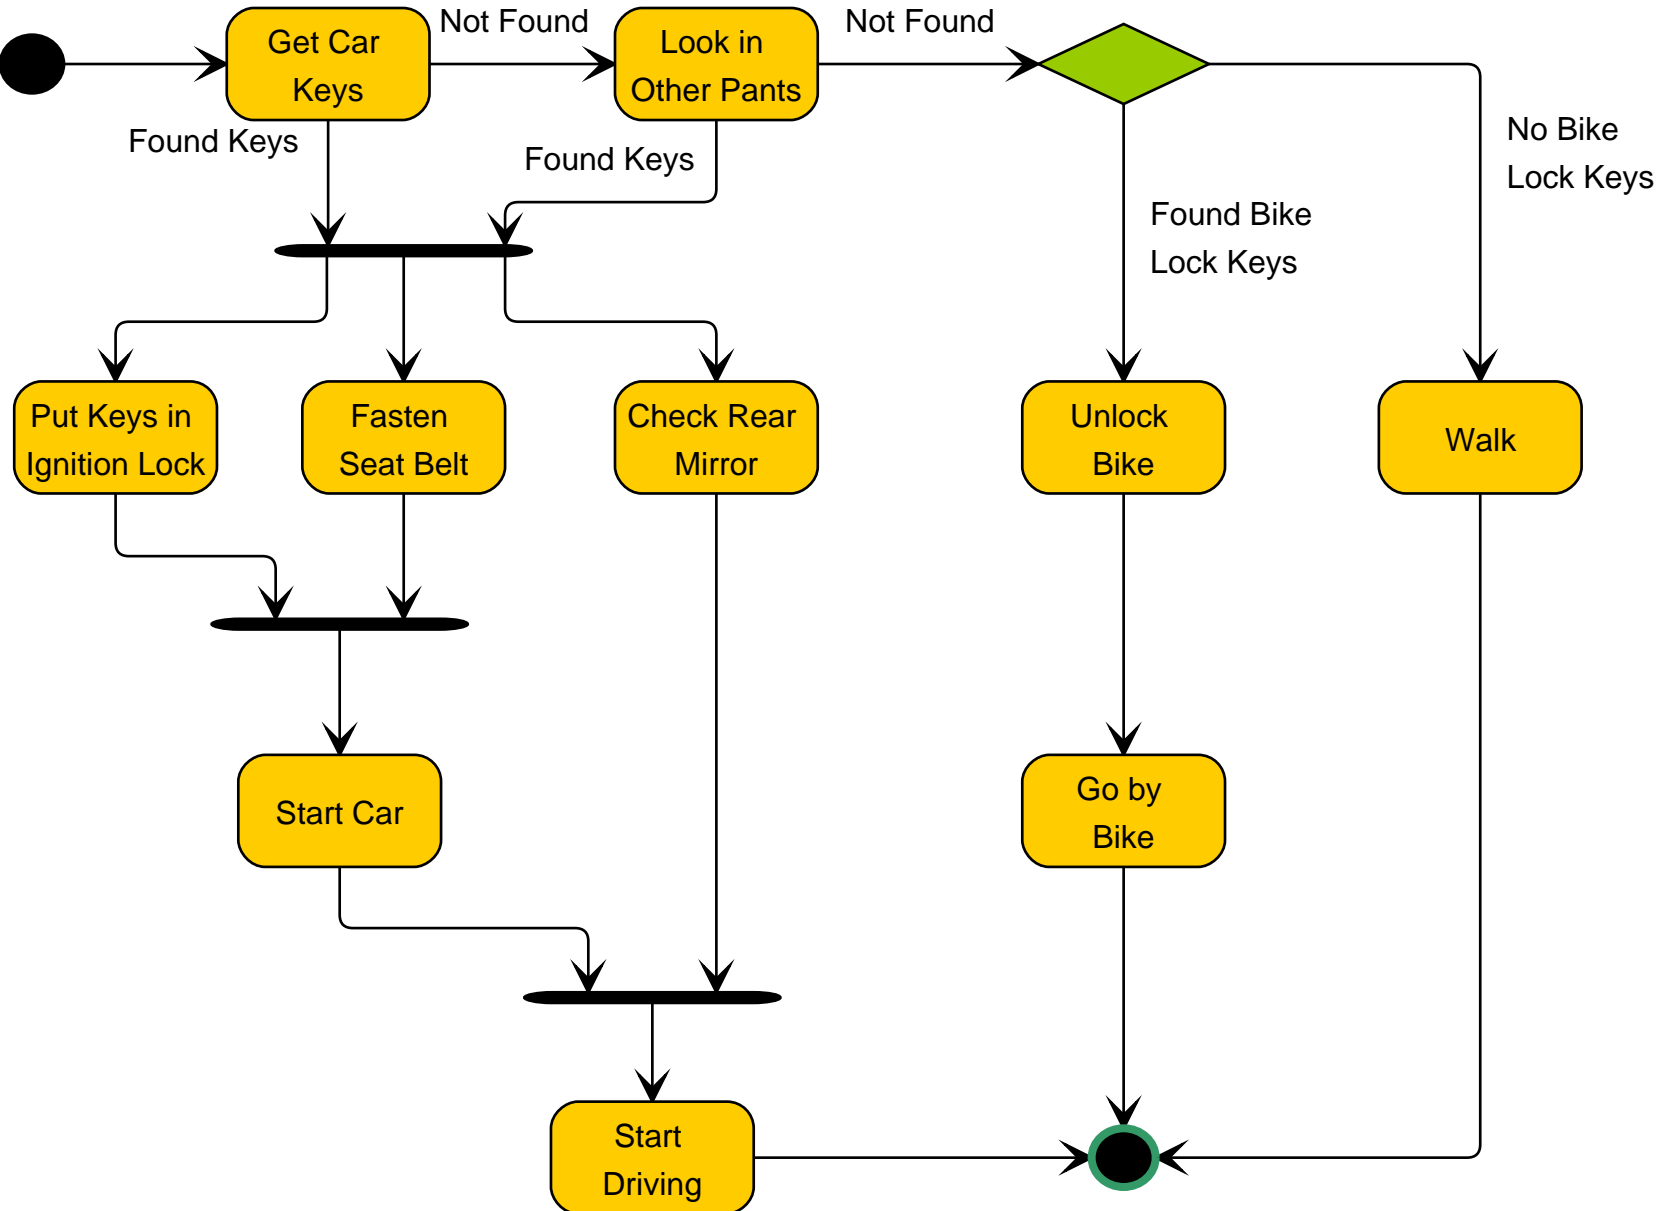 Get Car
Keys
Not Found
Look in
Other Pants
Not Found
Found Keys
Found Keys
No Bike
Lock Keys
Found Bike
Lock Keys
Put Keys in
Ignition Lock
Fasten
Seat Belt
Check Rear
Mirror
Unlock
Bike
Walk
Start Car
Go by
Bike
Start
Driving